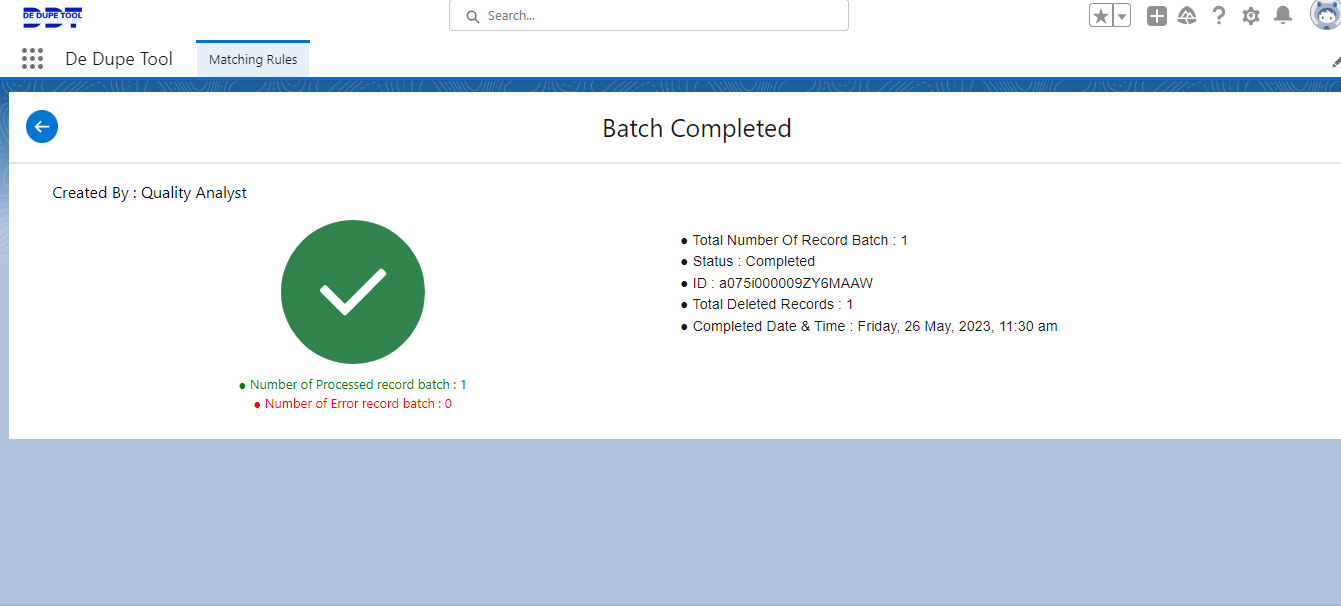 DE DUPE TOOL
DDT
Search...
De Dupe Tool
Matching Rules
Batch Completed
Created By : Quality Analyst
● Total Number Of Record Batch : 1
● Status : Completed
● ID : a075i000009ZY6MAAW
● Total Deleted Records : 1
● Completed Date & Time : Friday, 26 May, 2023, 11:30 am
● Number of Processed record batch : 1
● Number of Error record batch : 0